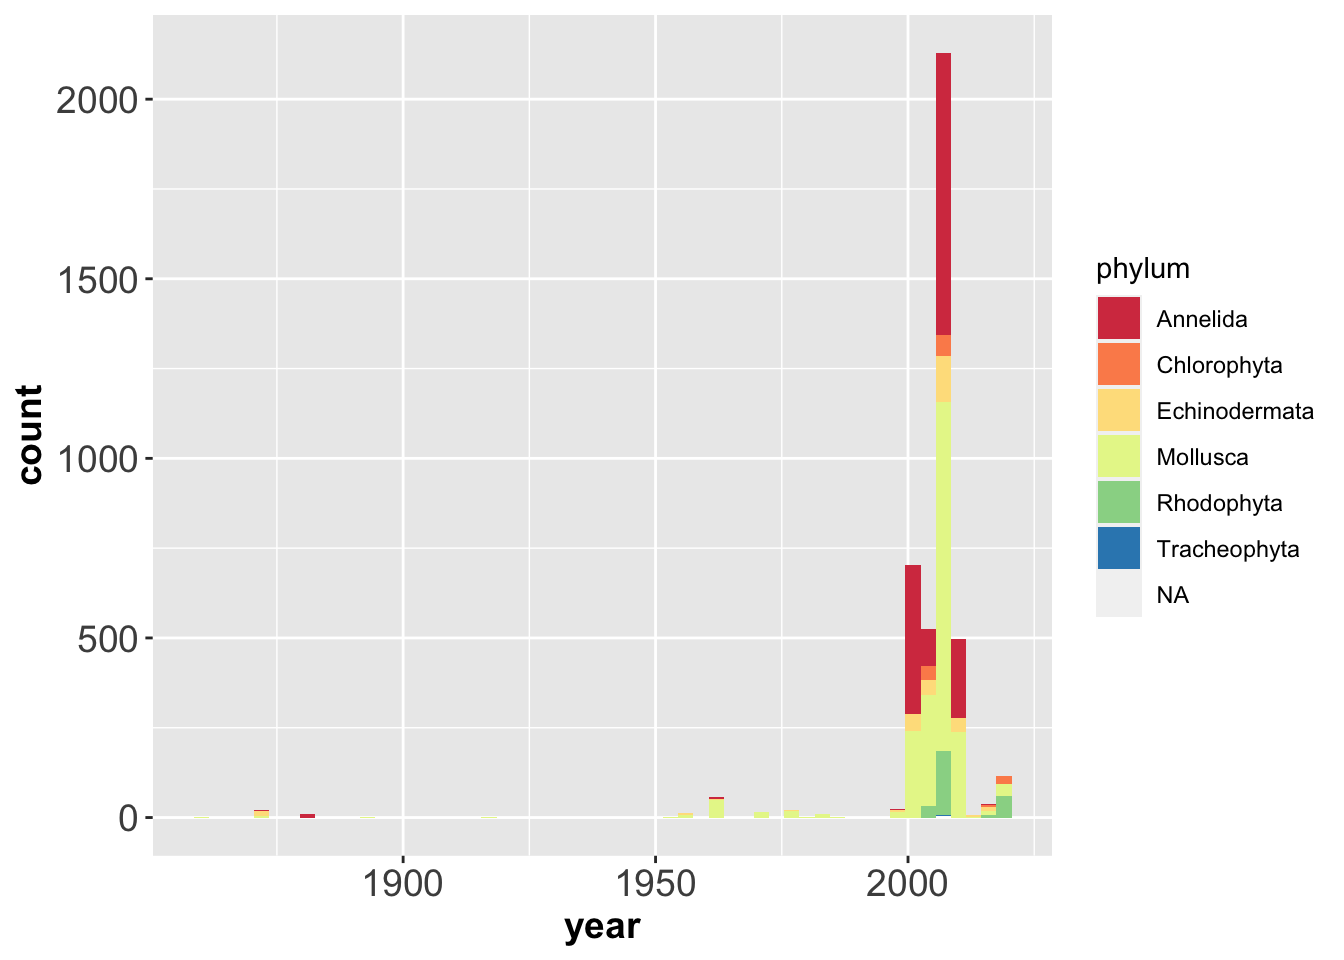 2000
1500
1000
500
0
count
1900
1950
2000
year
phylum
Annelida
Chlorophyta
Echinodermata
Mollusca
Rhodophyta
Tracheophyta
NA